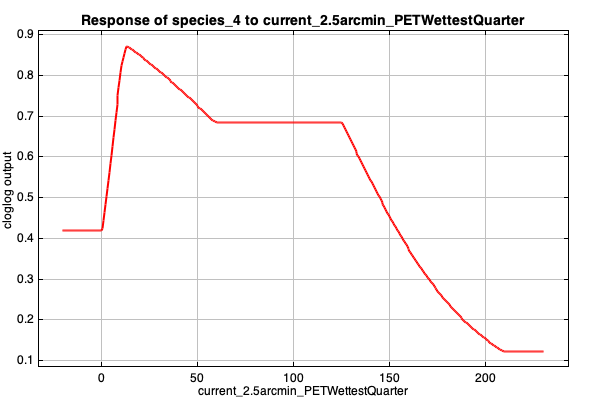 Response of species_4 to current_2.5arcmin_PETWettestQuarter
0.9
0.8
0.7
0.6
0.5
0.4
0.3
0.2
0.1
cloglog output
0 50 100 150 200
current_2.5arcmin_PETWettestQuarter